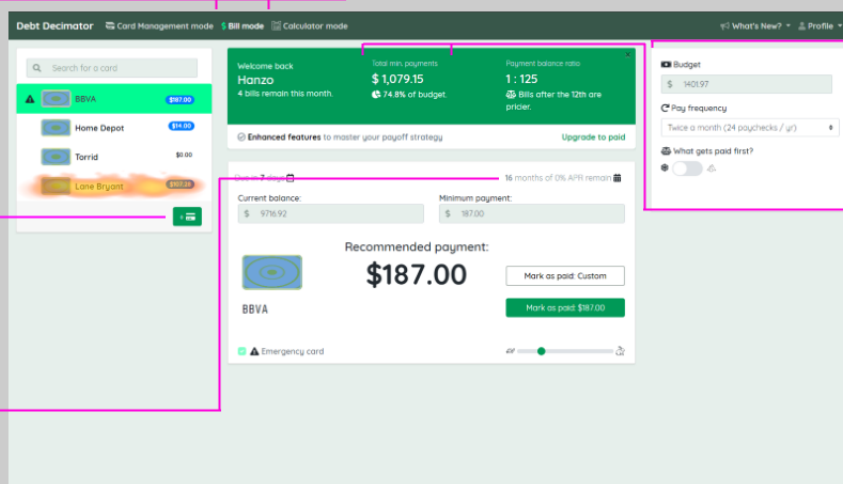 Debt Decimator Card Management mode $ Bill mode Calculator mode What's New? Profile
Search for a card
BBVA $187.00
Home Depot $14.00
Torrid $0.00
Lane Bryant
Welcome back
Hanzo
4 bills remain this month.
Total min. payments
$ 1,079.15
74.8% of budget.
Payment balance ratio
1 : 125
Bills after the 12th are
pricier.
Enhanced features to master your payoff strategy Upgrade to paid
Due in 7 days 16 months of 0% APR remain
Current balance: Minimum payment:
$ 9716.92 $ 187.00
Recommended payment:
$187.00
BBVA
Mark as paid: Custom
Mark as paid: $187.00
Emergency card
Budget
$ 1401.97
Pay frequency
Twice a month (24 paychecks / yr)
What gets paid first?